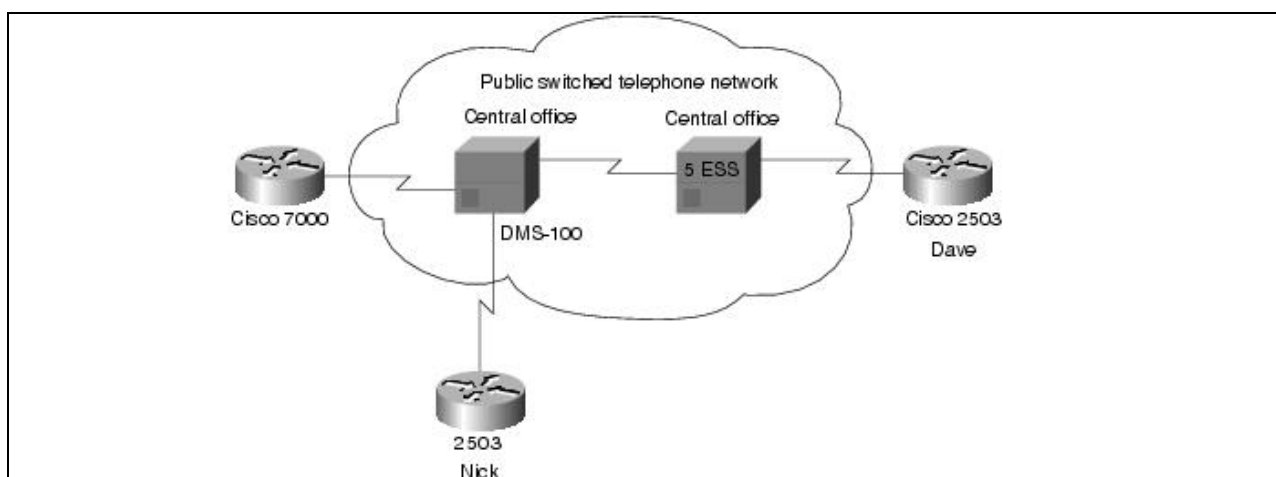 Public switched telephone network
Central office
Central office
5 ESS
Cisco 7000
DMS-100
Cisco 2503
Dave
2503
Nick